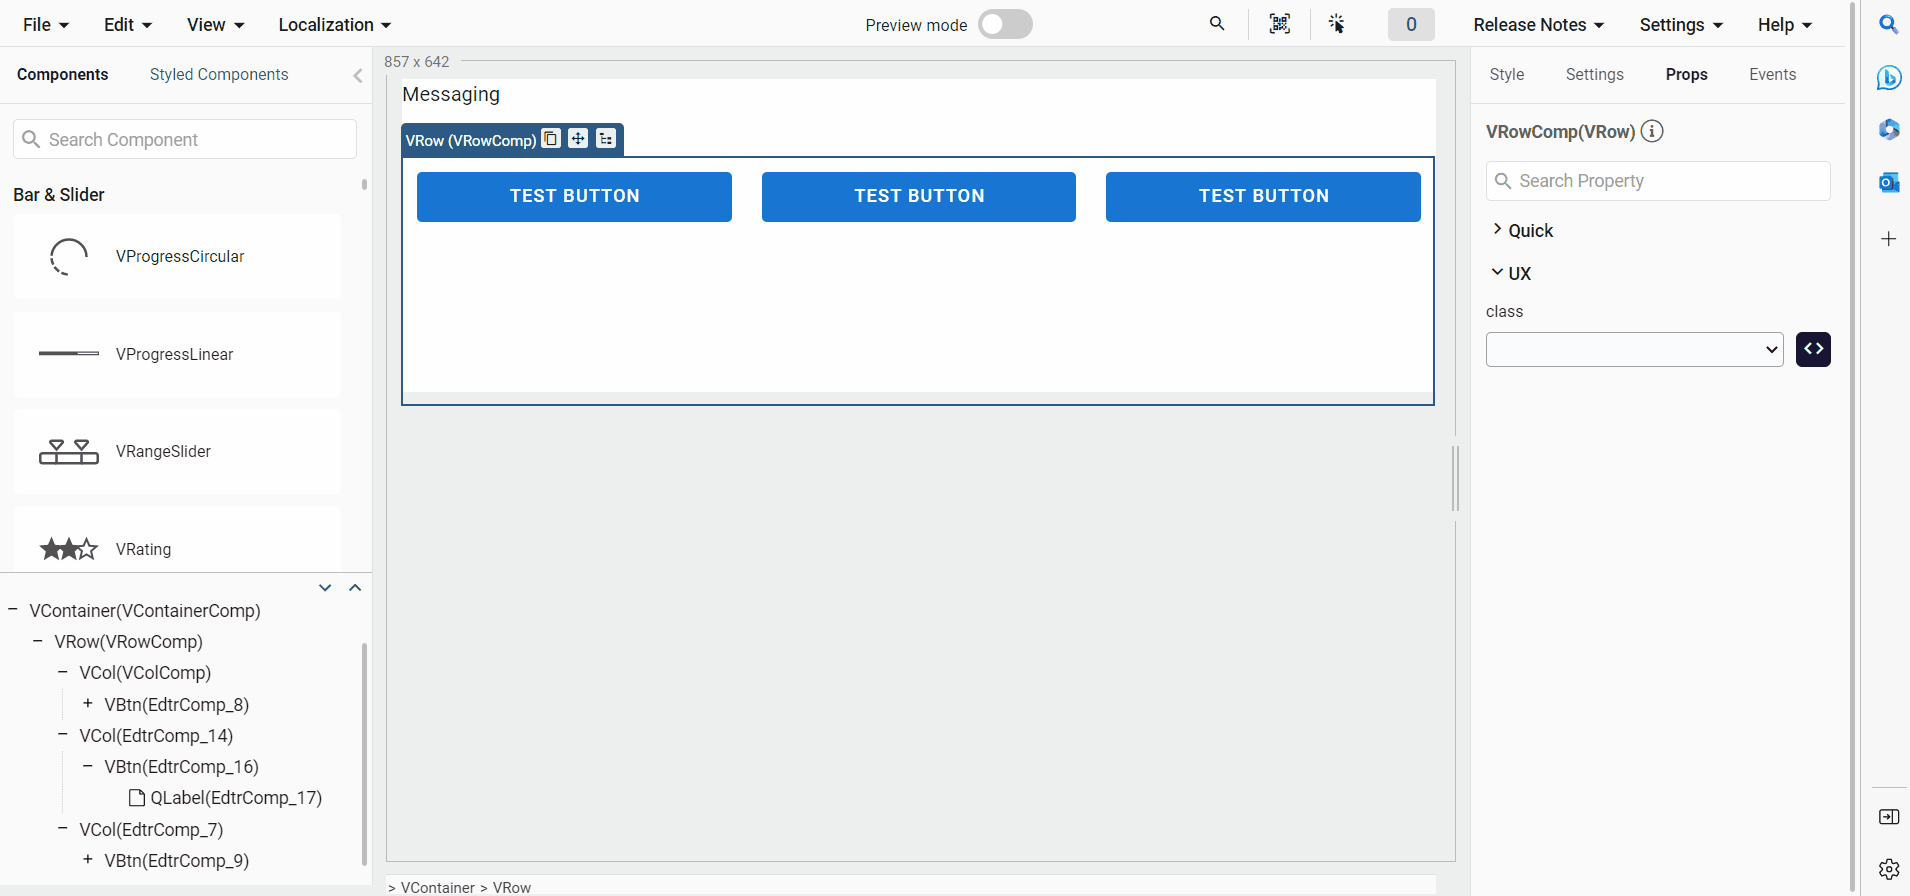 File Edit View Localization Preview mode 0 Release Notes Settings Help
Components Styled Components
Search Component
Bar & Slider
VProgressCircular
VProgressLinear
VRangeSlider
VRating
VContainer(VContainerComp)
VRow(VRowComp)
VCol(VColComp)
VBtn(EdtrComp_8)
VCol(EdtrComp_14)
VBtn(EdtrComp_16)
QLabel(EdtrComp_17)
VCol(EdtrComp_7)
VBtn(EdtrComp_9)
857 x 642
Messaging
VRow (VRowComp)
TEST BUTTON TEST BUTTON TEST BUTTON
> VContainer > VRow
Style Settings Props Events
VRowComp(VRow)
Search Property
Quick
UX
class